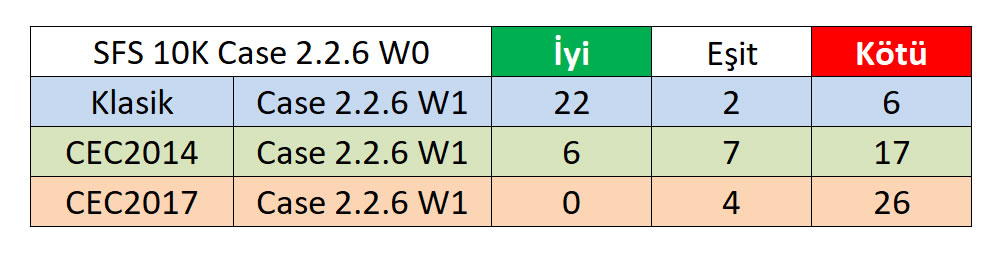 SFS 10K Case 2.2.6 W0 İyi Eşit Kötü
Klasik Case 2.2.6 W1 22 2 6
CEC2014 Case 2.2.6 W1 6 7 17
CEC2017 Case 2.2.6 W1 0 4 26